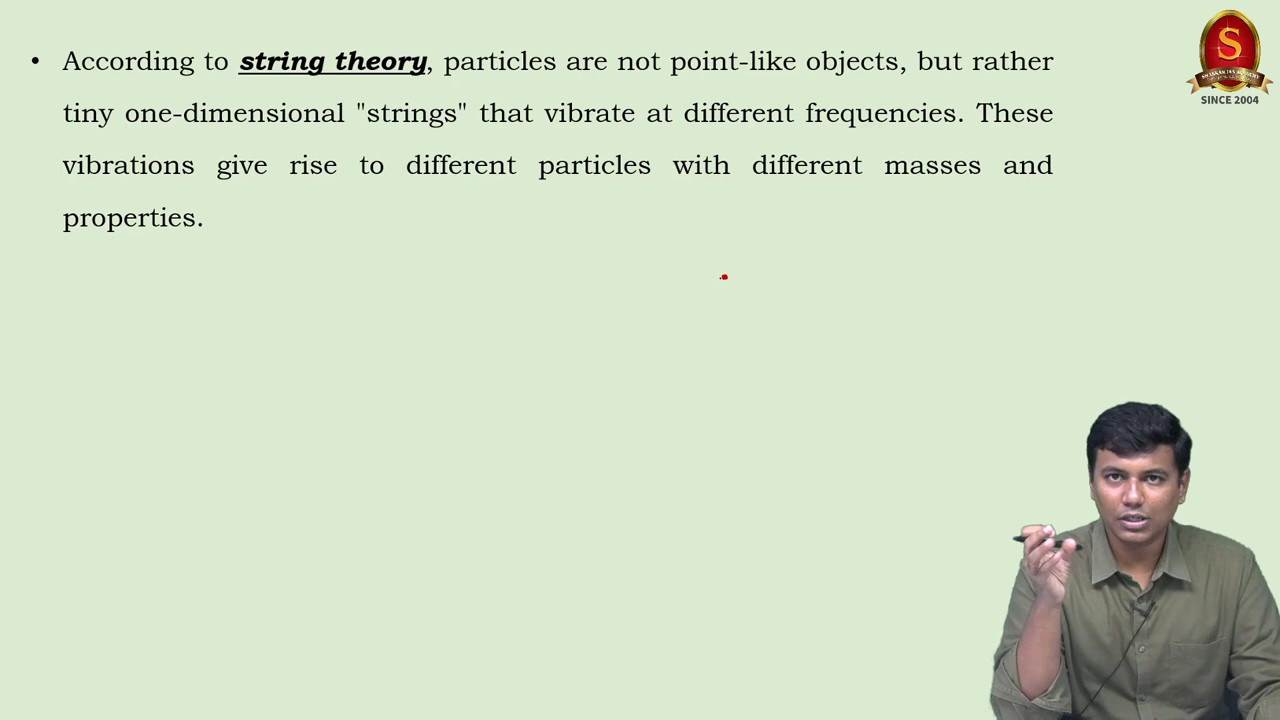 • According to string theory, particles are not point-like objects, but rather
tiny one-dimensional "strings" that vibrate at different frequencies. These
vibrations give rise to different particles with different masses and
properties.
S
SINCE 2004